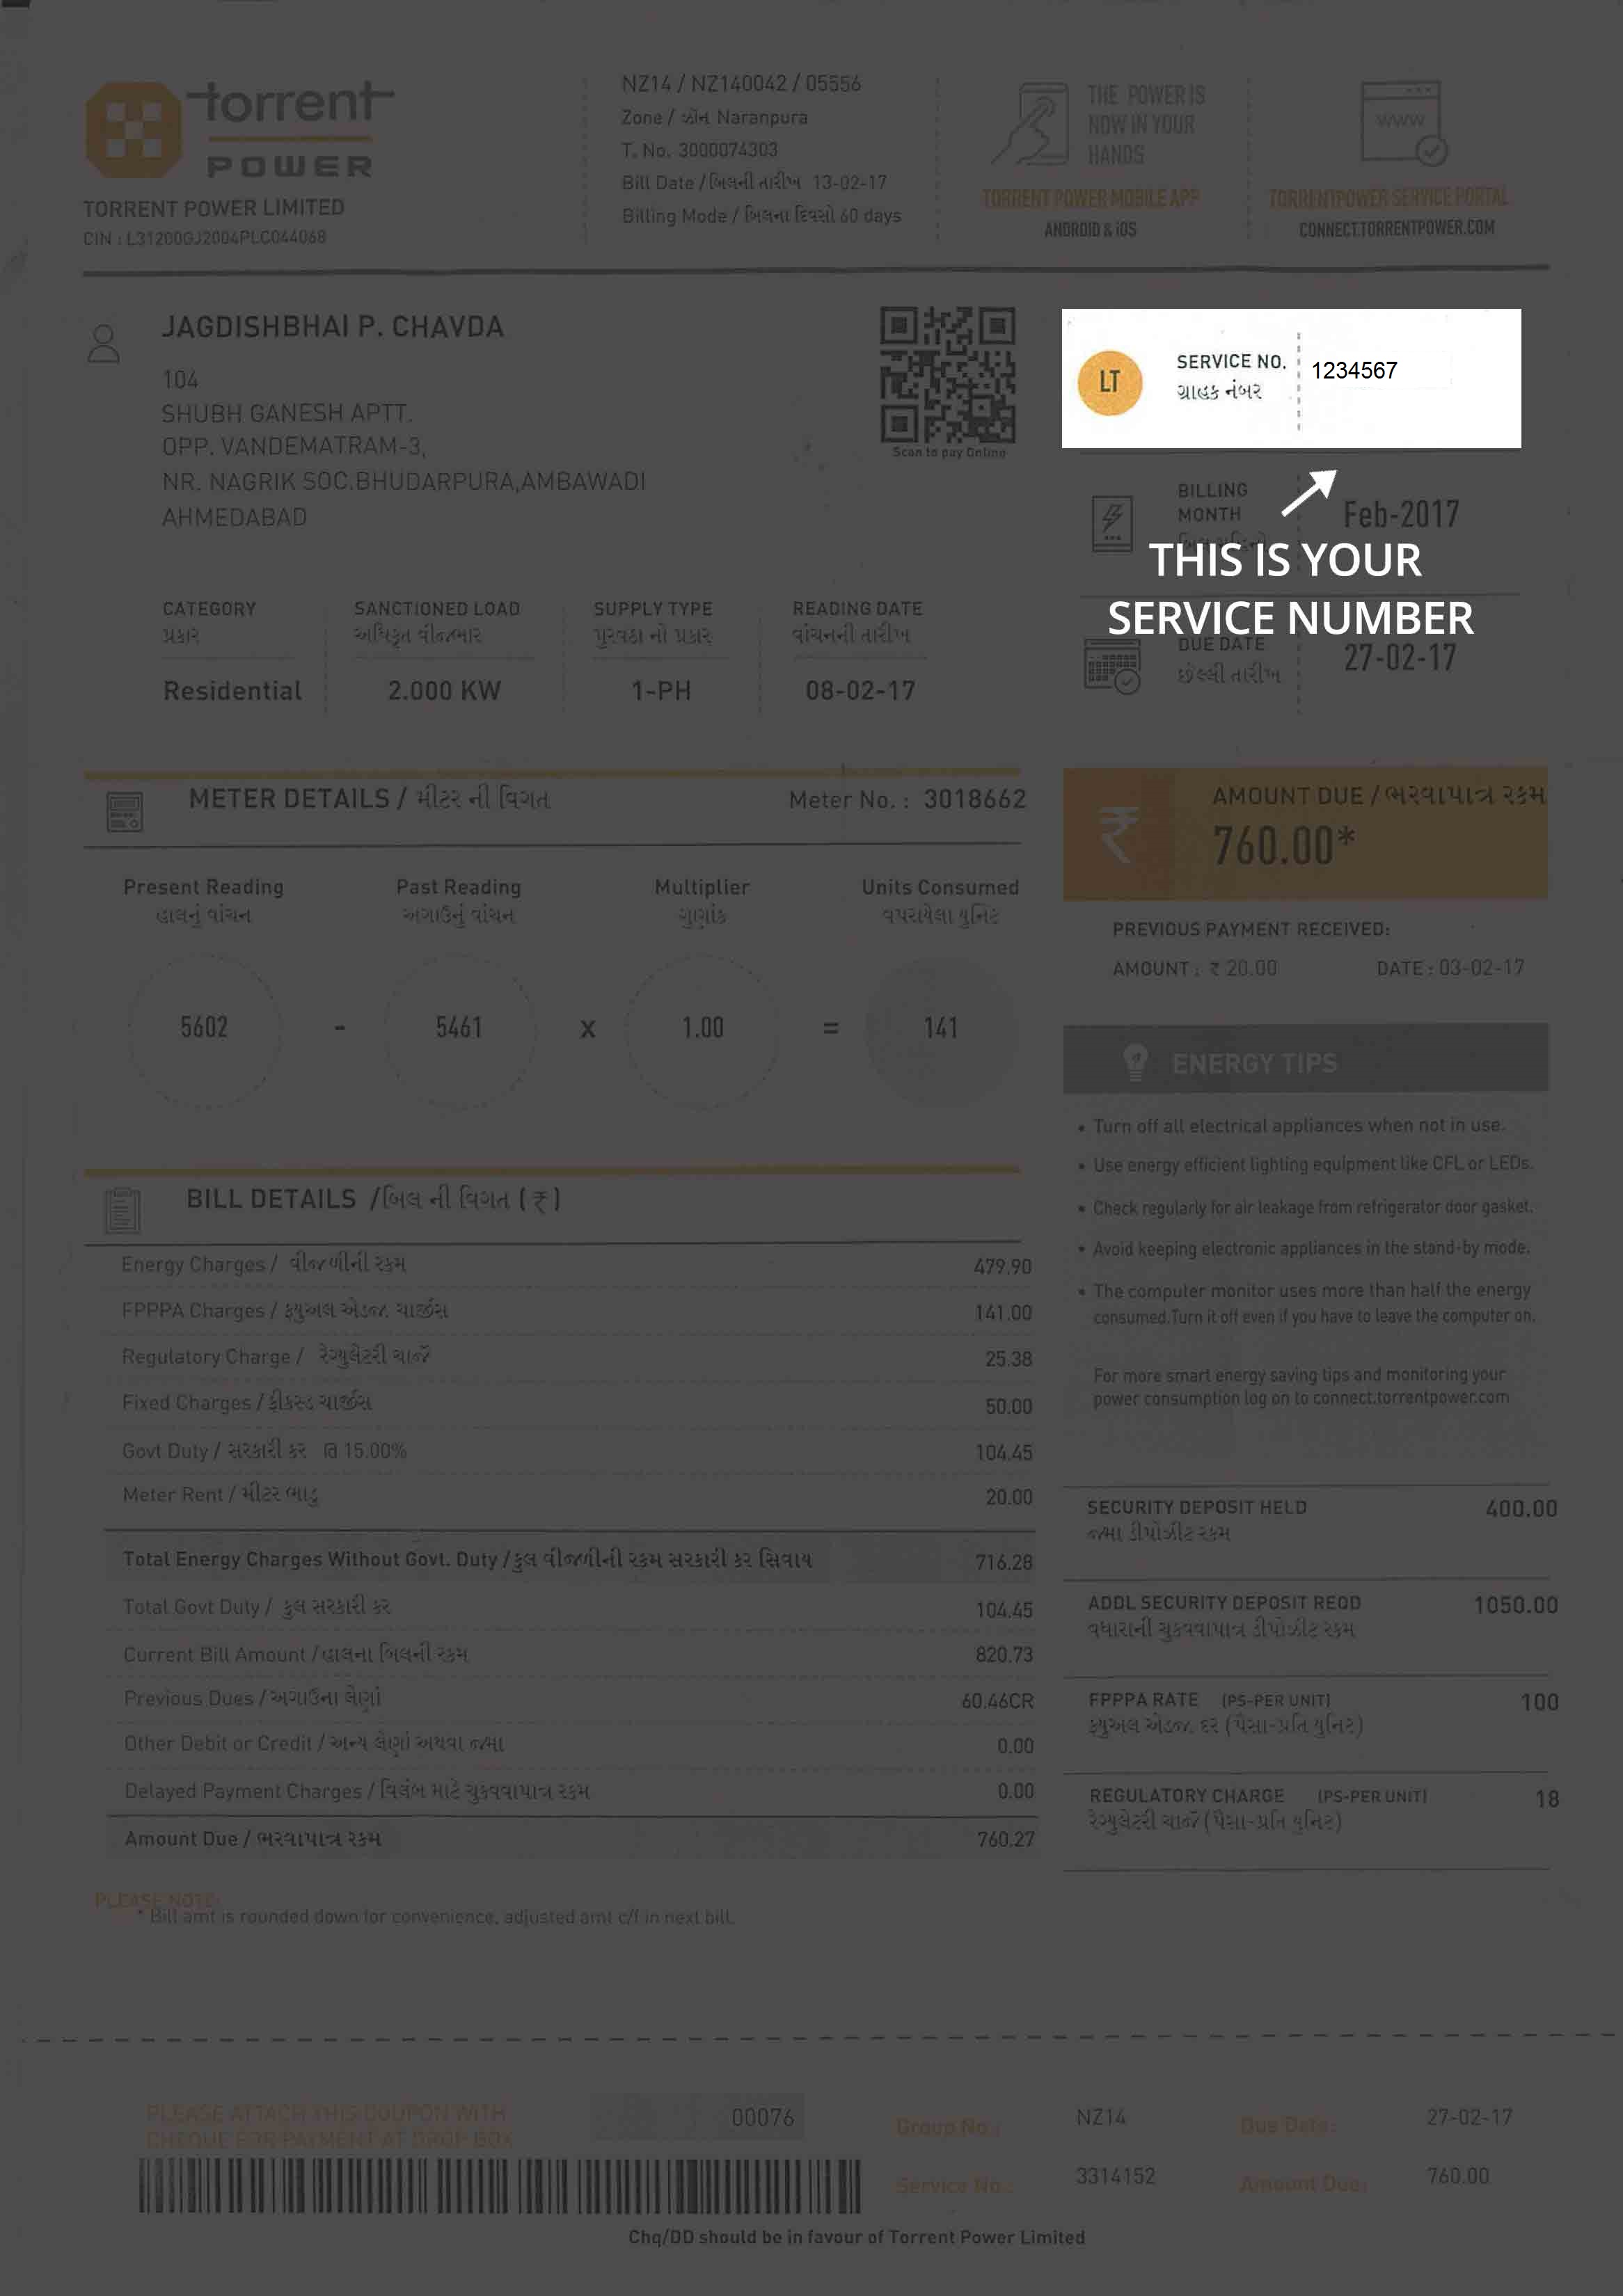 torrent
POWER
TORRENT POWER LIMITED
CIN : L31200GJ2004PLC044068
NZ14 / NZ140042 / 05556
Zone / ઝોન Naranpura
T. No. 3000074303
Bill Date / બિલની તારીખ 13-02-17
Billing Mode / બિલના દિવસો 60 days
THE POWER IS
NOW IN YOUR
HANDS
TORRENT POWER MOBILE APP
ANDROID & iOS
WWW
TORRENTPOWER SERVICE PORTAL
CONNECT.TORRENTPOWER.COM
JAGDISHBHAI P. CHAVDA
104
SHUBH GANESH APTT.
OPP. VANDEMATRAM-3,
NR. NAGRIK SOC.BHUDARPURA,AMBAWADI
AHMEDABAD
Scan to pay Online
LT
SERVICE NO. 1234567
ગ્રાહક નંબર
BILLING
MONTH Feb-2017
THIS IS YOUR
SERVICE NUMBER
DUE DATE 27-02-17
છેલ્લી તારીખ
CATEGORY SANCTIONED LOAD SUPPLY TYPE READING DATE
પ્રકાર અધિકૃત વીજભાર પુરવઠા નો પ્રકાર વાંચનની તારીખ
Residential 2.000 KW 1-PH 08-02-17
METER DETAILS / મીટર ની વિગત Meter No. : 3018662
Present Reading Past Reading Multiplier Units Consumed
હાલનું વાંચન અગાઉનું વાંચન ગુણાંક વપરાયેલા યુનિટ
5602 - 5461 x 1.00 = 141
₹
AMOUNT DUE / ભરવાપાત્ર રકમ
760.00*
PREVIOUS PAYMENT RECEIVED:
AMOUNT : ₹ 20.00 DATE : 03-02-17
ENERGY TIPS
• Turn off all electrical appliances when not in use.
• Use energy efficient lighting equipment like CFL or LEDs.
• Check regularly for air leakage from refrigerator door gasket.
• Avoid keeping electronic appliances in the stand-by mode.
• The computer monitor uses more than half the energy
consumed.Turn it off even if you have to leave the computer on.
For more smart energy saving tips and monitoring your
power consumption log on to connect.torrentpower.com
BILL DETAILS /બિલ ની વિગત ( ₹ )
Energy Charges / વીજળીની રકમ 479.90
FPPPA Charges / ફયુઅલ એડજ. ચાર્જીસ 141.00
Regulatory Charge / રેગ્યુલેટરી ચાર્જ 25.38
Fixed Charges / ફીકસ્ડ ચાર્જીસ 50.00
Govt Duty / સરકારી કર @ 15.00% 104.45
Meter Rent / મીટર ભાડુ 20.00
Total Energy Charges Without Govt. Duty / કુલ વીજળીની રકમ સરકારી કર સિવાય 716.28
Total Govt Duty / કુલ સરકારી કર 104.45
Current Bill Amount / હાલના બિલની રકમ 820.73
Previous Dues / અગાઉના લેણાં 60.46CR
Other Debit or Credit / અન્ય લેણાં અથવા જમા 0.00
Delayed Payment Charges / વિલંબ માટે ચુકવવાપાત્ર રકમ 0.00
Amount Due / ભરવાપાત્ર રકમ 760.27
SECURITY DEPOSIT HELD 400.00
જમા ડીપોઝીટ રકમ
ADDL SECURITY DEPOSIT REQD 1050.00
વધારાની ચુકવવાપાત્ર ડીપોઝીટ રકમ
FPPPA RATE (PS-PER UNIT) 100
ફયુઅલ એડજ. દર (પૈસા-પ્રતિ યુનિટ)
REGULATORY CHARGE (PS-PER UNIT) 18
રેગ્યુલેટરી ચાર્જ (પૈસા-પ્રતિ યુનિટ)
PLEASE NOTE:
* Bill amt is rounded down for convenience, adjusted amt c/f in next bill.
PLEASE ATTACH THIS COUPON WITH
CHEQUE FOR PAYMENT AT DROP BOX
00076
Group No.: NZ14 Due Date: 27-02-17
Service No.: 3314152 Amount Due: 760.00
Chq/DD should be in favour of Torrent Power Limited